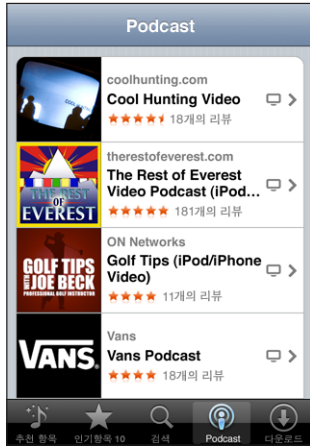 Podcast
coolhunting.com
Cool Hunting Video
18개의 리뷰
THE REST
OF
EVEREST
therestofeverest.com
The Rest of Everest
Video Podcast (iPod...
181개의 리뷰
GOLF TIPS
WITH JOE BECK
PROFESSIONAL GOLF INSTRUCTOR
ON Networks
Golf Tips (iPod/iPhone
Video)
11개의 리뷰
VANS
Vans
Vans Podcast
18개의 리뷰
추천 항목
인기항목 10
검색
Podcast
다운로드